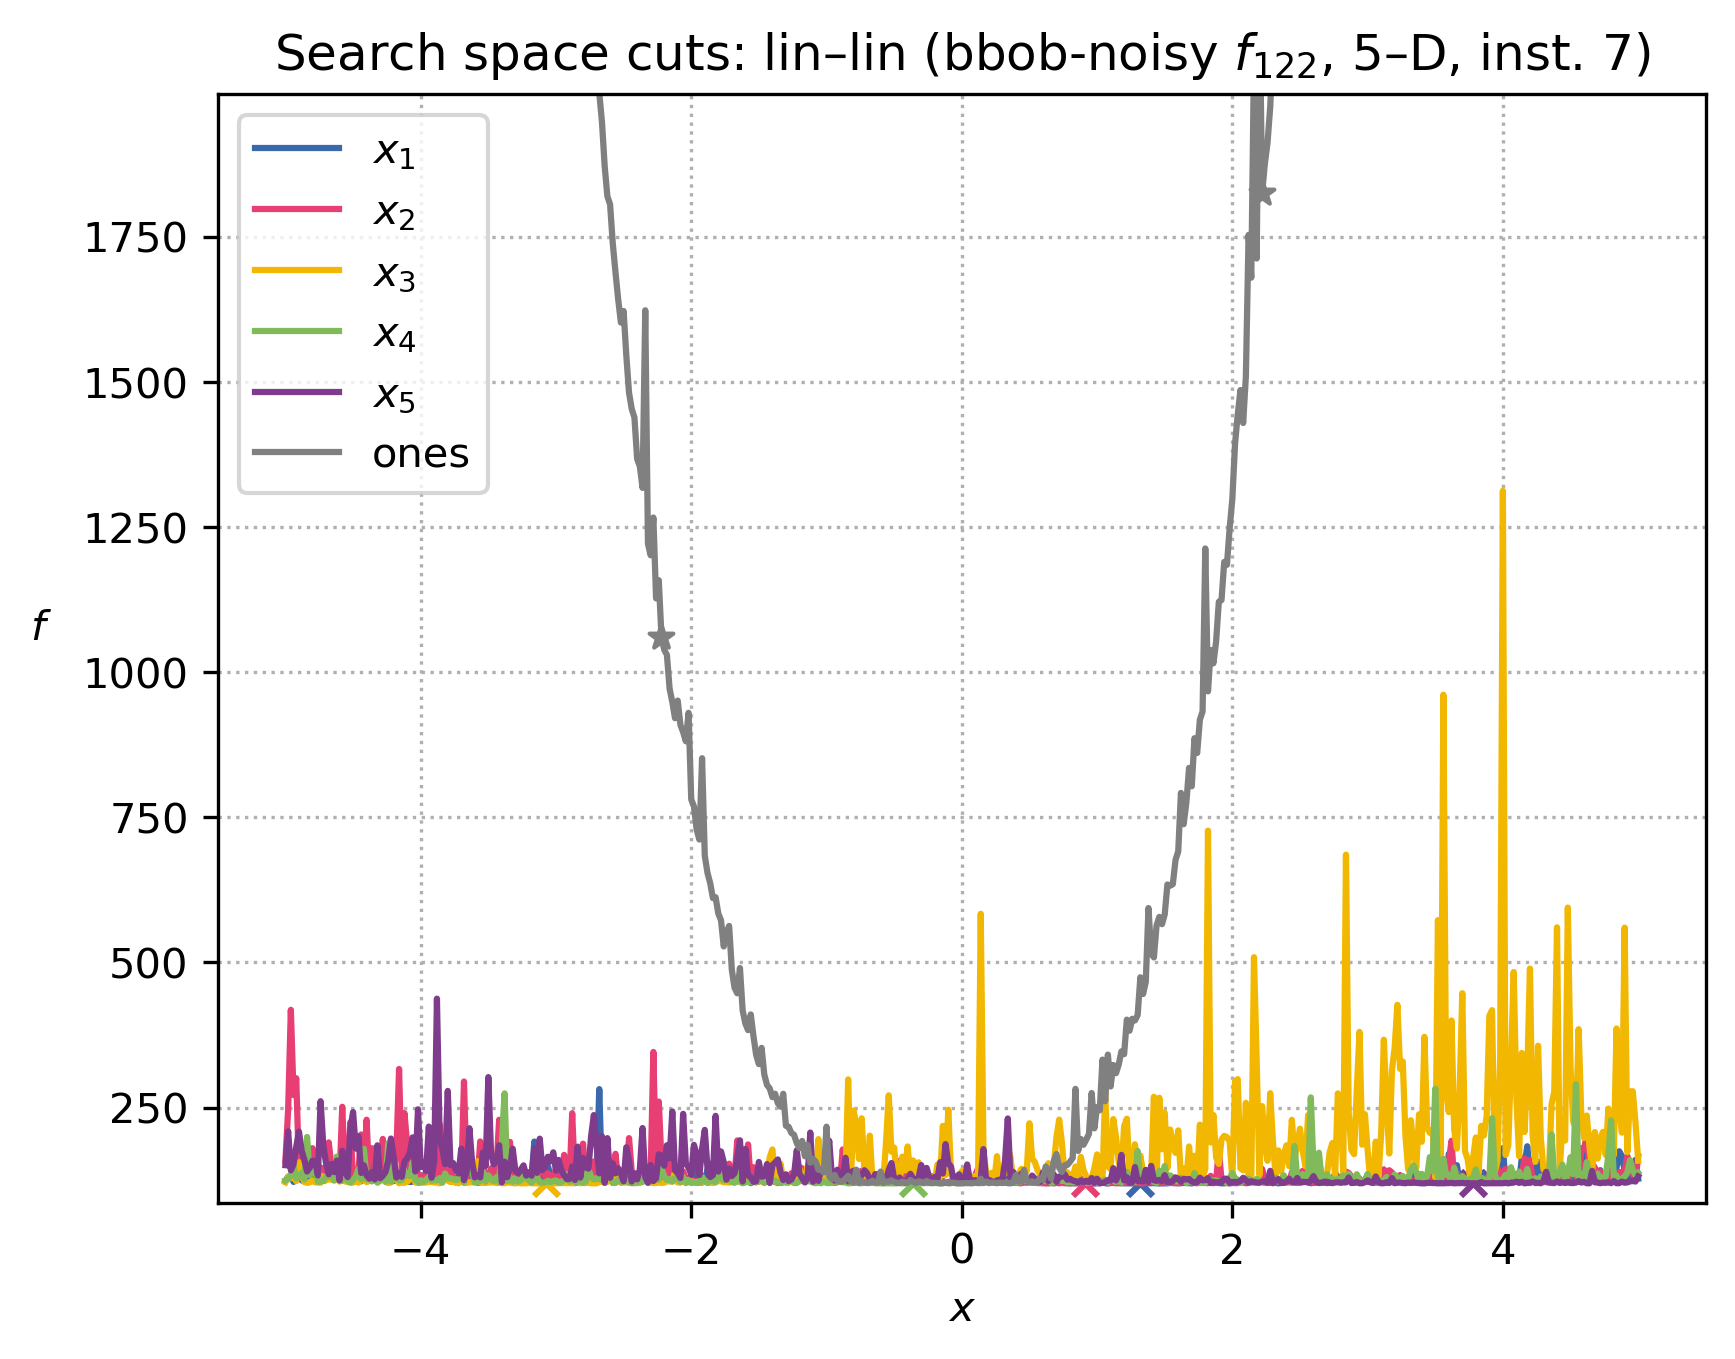 Search space cuts: lin–lin (bbob-noisy f₁₂₂, 5–D, inst. 7)
x₁
x₂
x₃
x₄
x₅
ones
1750
1500
1250
1000
750
500
250
f
−4
−2
0
2
4
x